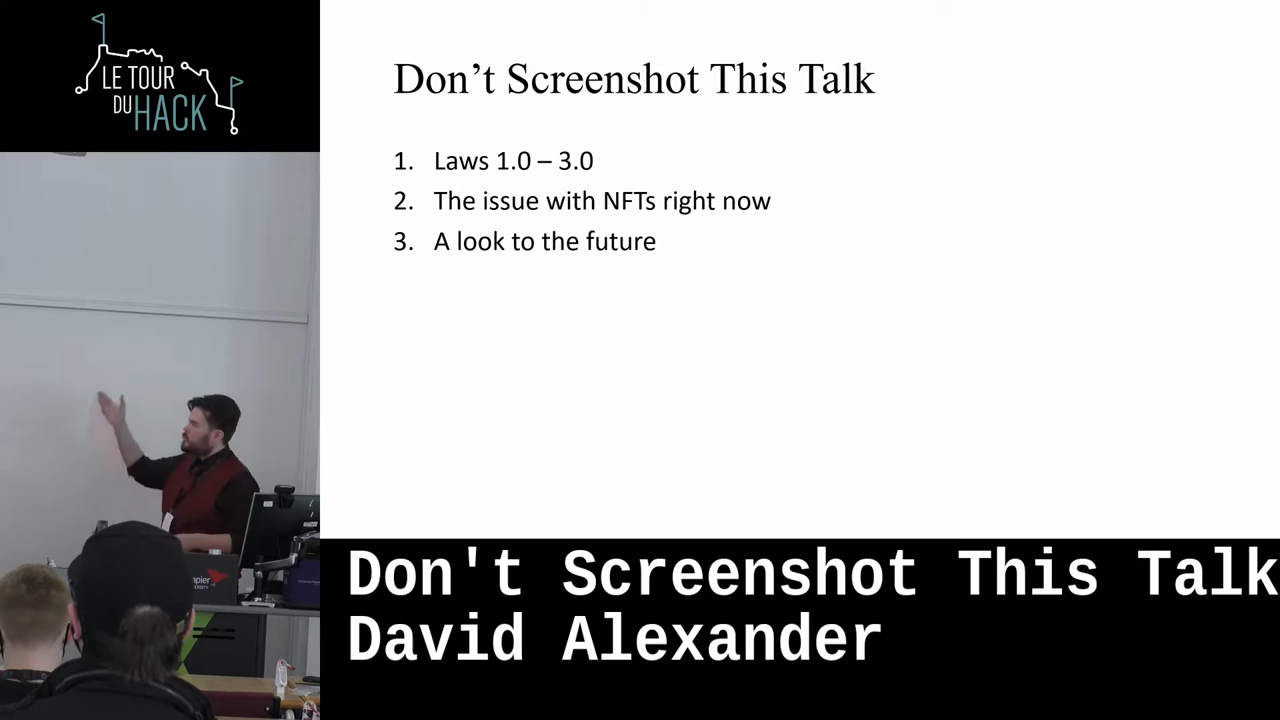 LE TOUR
DU HACK
Don’t Screenshot This Talk
1. Laws 1.0 – 3.0
2. The issue with NFTs right now
3. A look to the future
Don't Screenshot This Talk
David Alexander